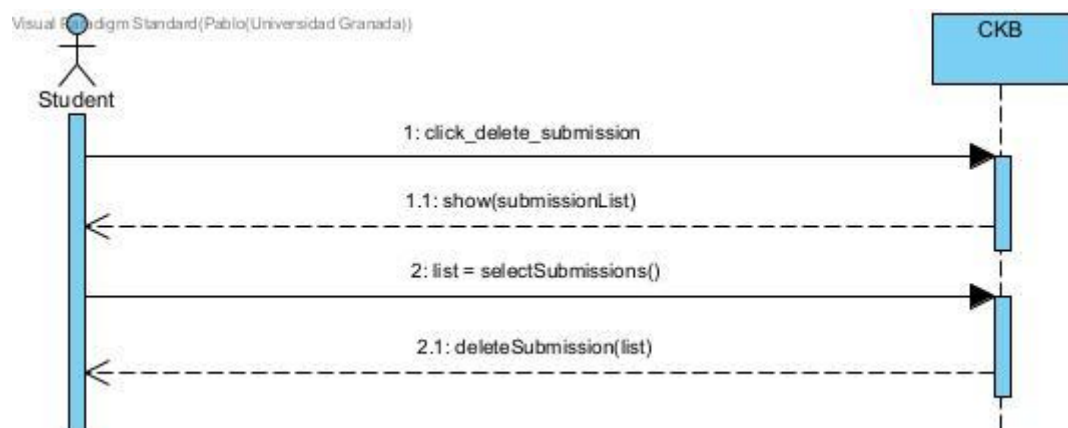 Visual Paradigm Standard(Pablo(Universidad Granada))
CKB
Student
1: click_delete_submission
1.1: show(submissionList)
2: list = selectSubmissions()
2.1: deleteSubmission(list)